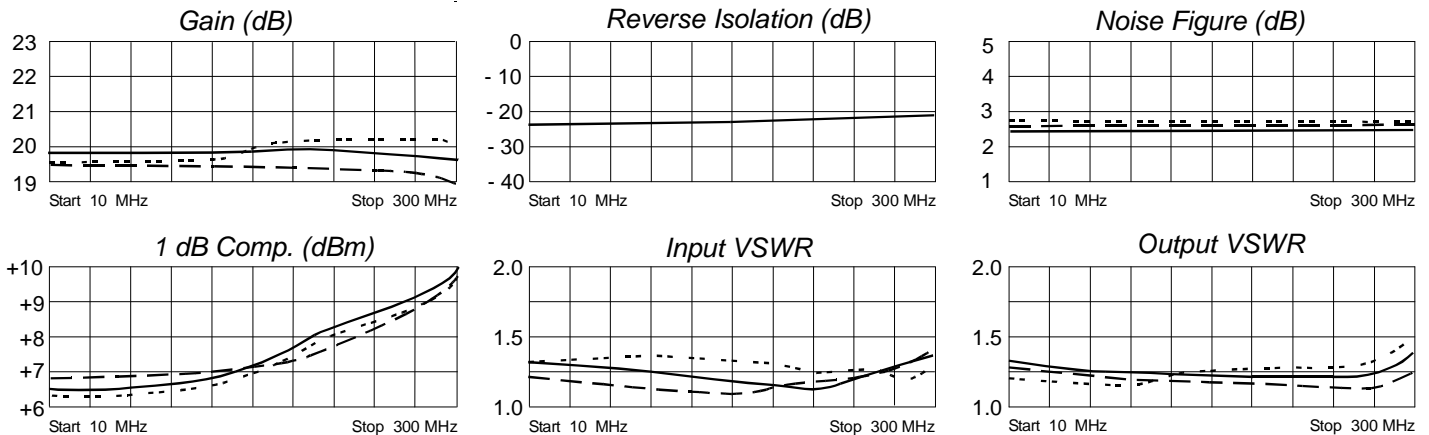 Gain (dB)
23
22
21
20
19
Start 10 MHz
Stop 300 MHz
Reverse Isolation (dB)
0
- 10
- 20
- 30
- 40
Start 10 MHz
Stop 300 MHz
Noise Figure (dB)
5
4
3
2
1
Start 10 MHz
Stop 300 MHz
1 dB Comp. (dBm)
+10
+9
+8
+7
+6
Start 10 MHz
Stop 300 MHz
Input VSWR
2.0
1.5
1.0
Start 10 MHz
Stop 300 MHz
Output VSWR
2.0
1.5
1.0
Start 10 MHz
Stop 300 MHz